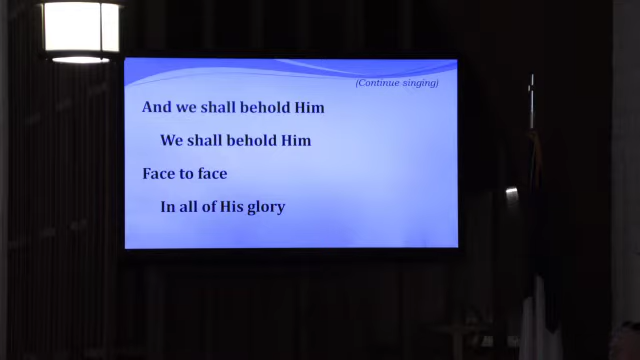 (Continue singing)
And we shall behold Him
We shall behold Him
Face to face
In all of His glory